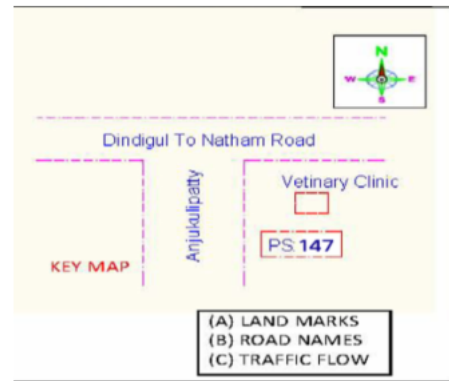 N
W E
S
Dindigul To Natham Road
Anjukulipatty
Vetinary Clinic
PS.147
KEY MAP
(A) LAND MARKS
(B) ROAD NAMES
(C) TRAFFIC FLOW